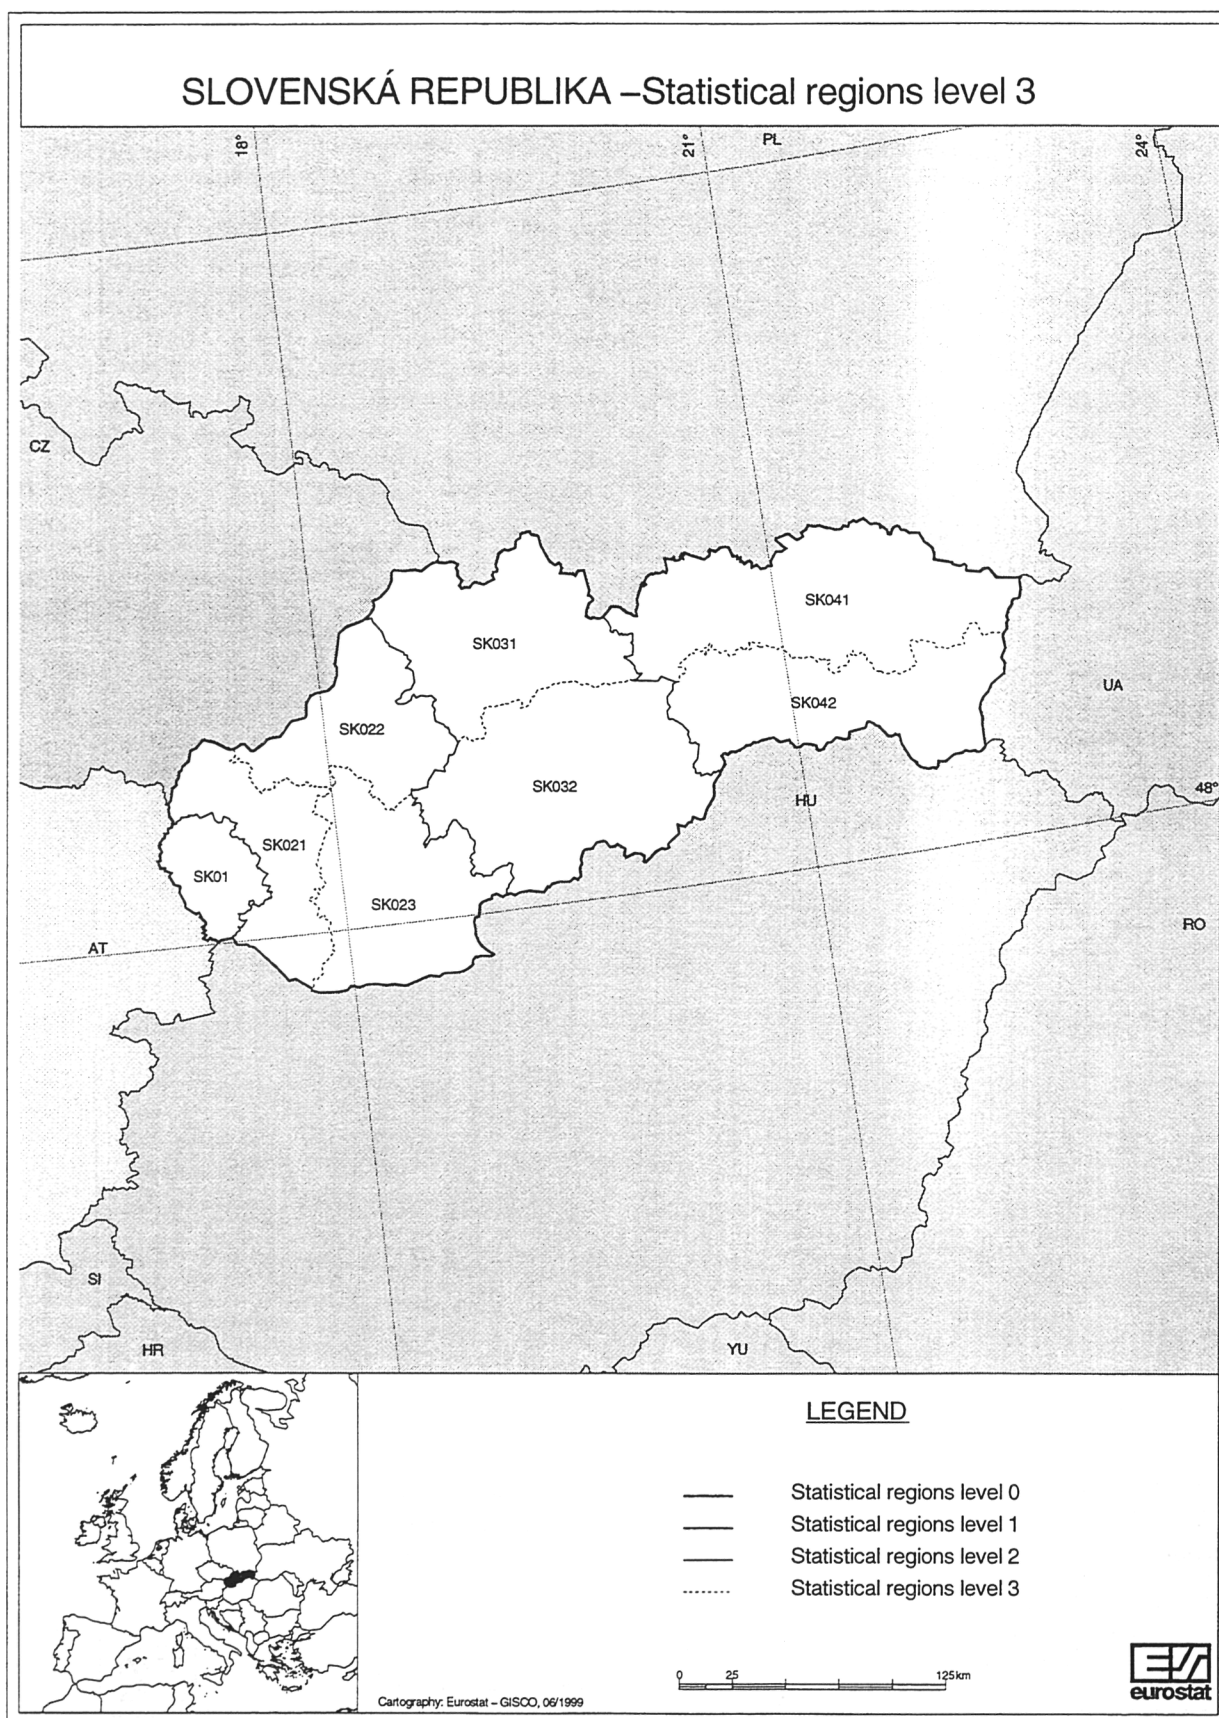 SLOVENSKÁ REPUBLIKA –Statistical regions level 3
18°
21°
PL
24°
CZ
SK041
SK031
UA
SK042
SK022
SK032
48°
HU
SK021
SK01
SK023
RO
AT
SI
HR
YU
LEGEND
Statistical regions level 0
Statistical regions level 1
Statistical regions level 2
Statistical regions level 3
0 25 125km
Cartography: Eurostat – GISCO, 06/1999
eurostat